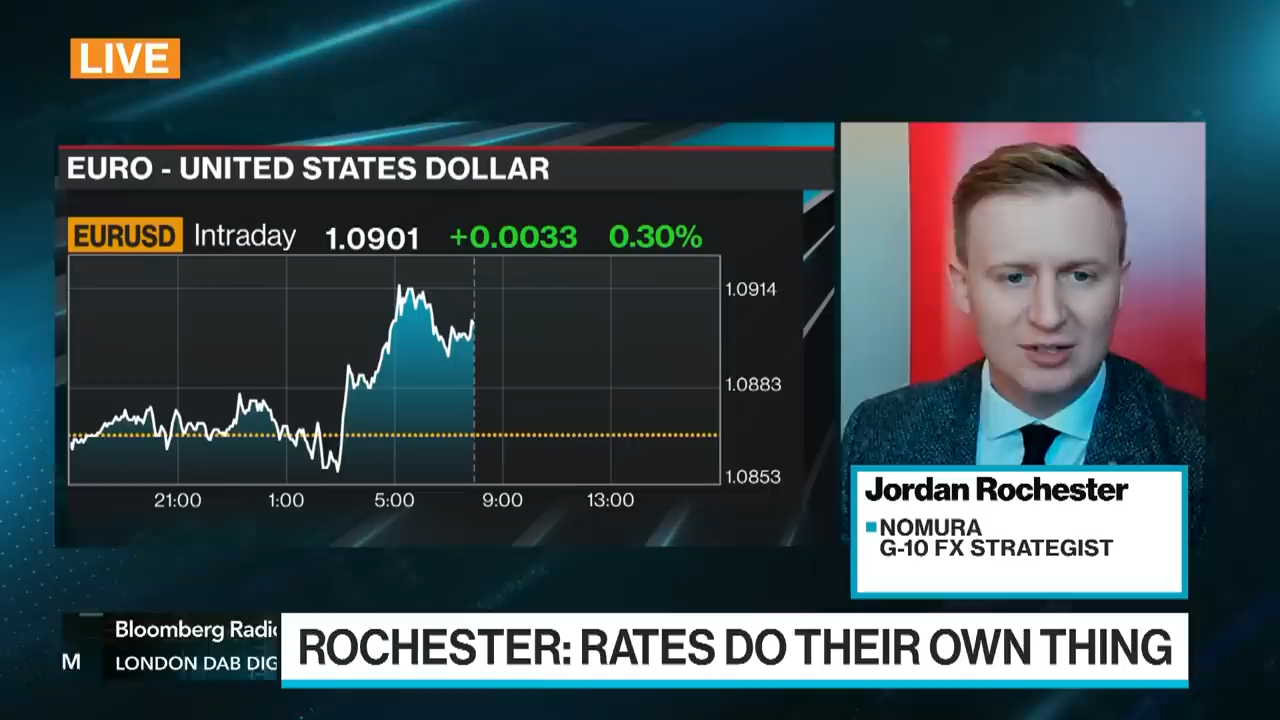 LIVE
EURO - UNITED STATES DOLLAR
EURUSD Intraday 1.0901 +0.0033 0.30%
1.0914
1.0883
1.0853
21:00 1:00 5:00 9:00 13:00
Jordan Rochester
NOMURA
G-10 FX STRATEGIST
Bloomberg Radi
M LONDON DAB DIG
ROCHESTER: RATES DO THEIR OWN THING